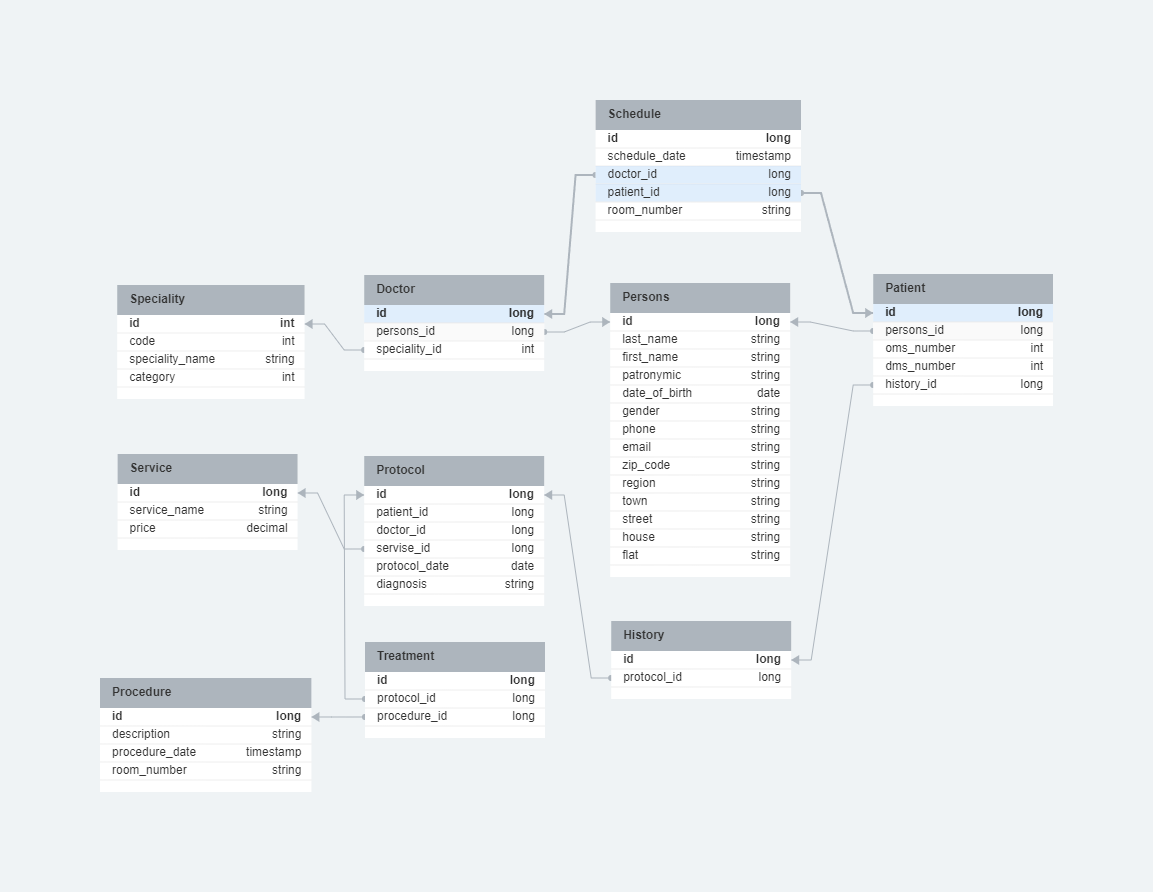 Schedule
id long
schedule_date timestamp
doctor_id long
patient_id long
room_number string
Speciality
id int
code int
speciality_name string
category int
Doctor
id long
persons_id long
speciality_id int
Persons
id long
last_name string
first_name string
patronymic string
date_of_birth date
gender string
phone string
email string
zip_code string
region string
town string
street string
house string
flat string
Patient
id long
persons_id long
oms_number int
dms_number int
history_id long
Service
id long
service_name string
price decimal
Protocol
id long
patient_id long
doctor_id long
servise_id long
protocol_date date
diagnosis string
History
id long
protocol_id long
Treatment
id long
protocol_id long
procedure_id long
Procedure
id long
description string
procedure_date timestamp
room_number string